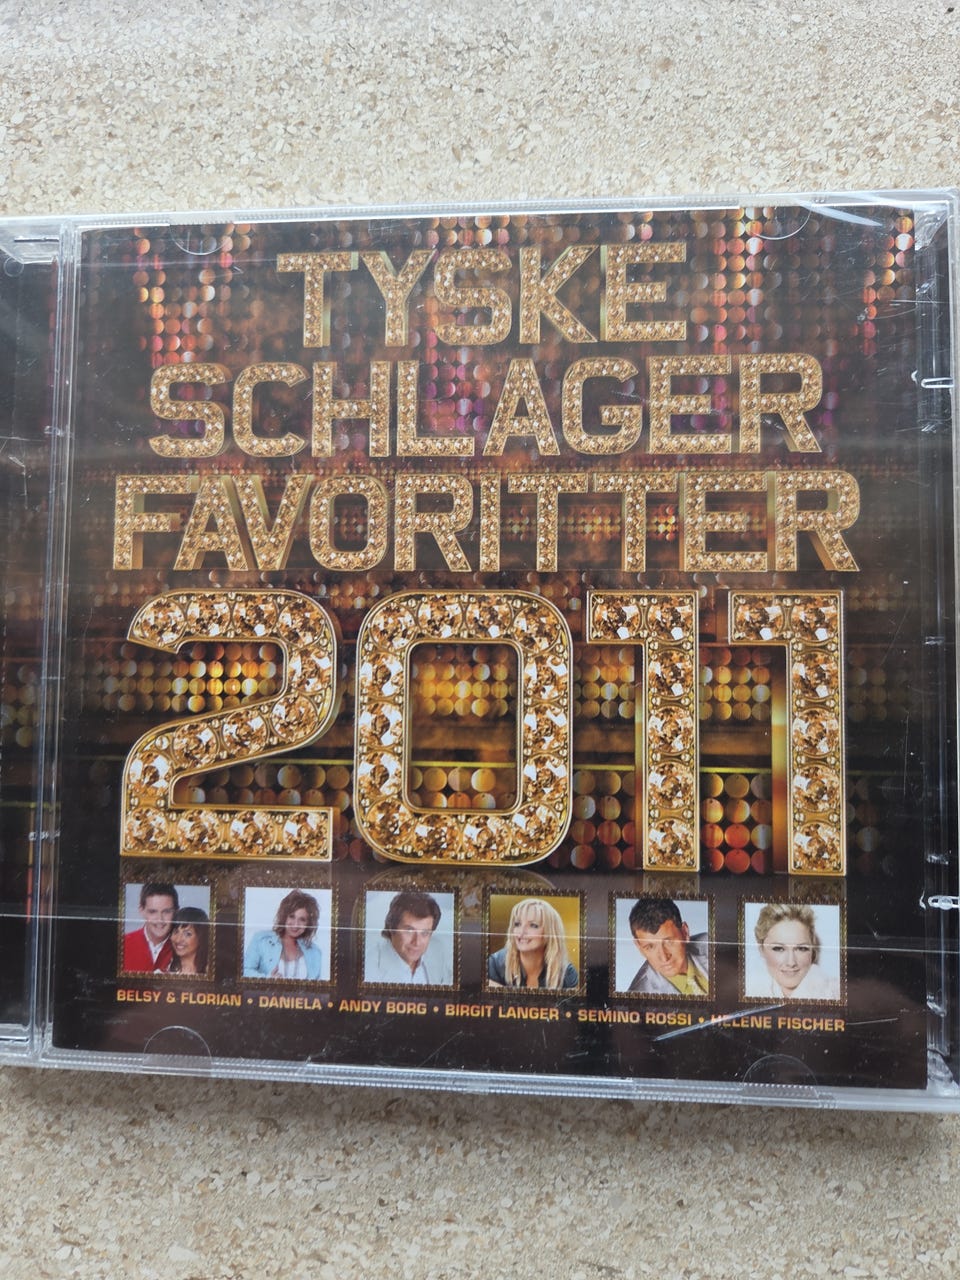 TYSKE
SCHLAGER
FAVORITTER
2011
BELSY & FLORIAN • DANIELA • ANDY BORG • BIRGIT LANGER • SEMINO ROSSI • HELENE FISCHER